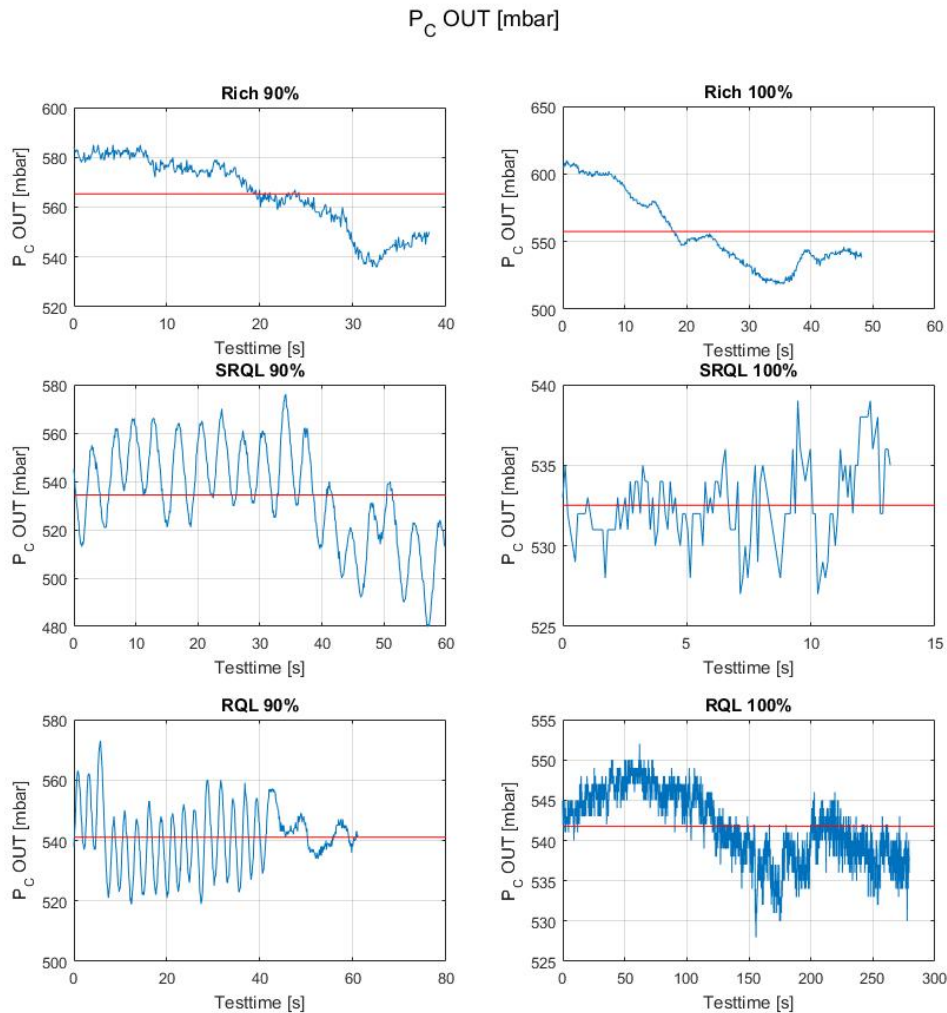 P_C OUT [mbar]
Rich 90%
600
580
560
540
520
P_C OUT [mbar]
0 10 20 30 40
Testtime [s]
Rich 100%
650
600
550
500
P_C OUT [mbar]
0 10 20 30 40 50 60
Testtime [s]
SRQL 90%
580
560
540
520
500
480
P_C OUT [mbar]
0 10 20 30 40 50 60
Testtime [s]
SRQL 100%
540
535
530
525
P_C OUT [mbar]
0 5 10 15
Testtime [s]
RQL 90%
580
560
540
520
500
P_C OUT [mbar]
0 20 40 60 80
Testtime [s]
RQL 100%
555
550
545
540
535
530
525
P_C OUT [mbar]
0 50 100 150 200 250 300
Testtime [s]